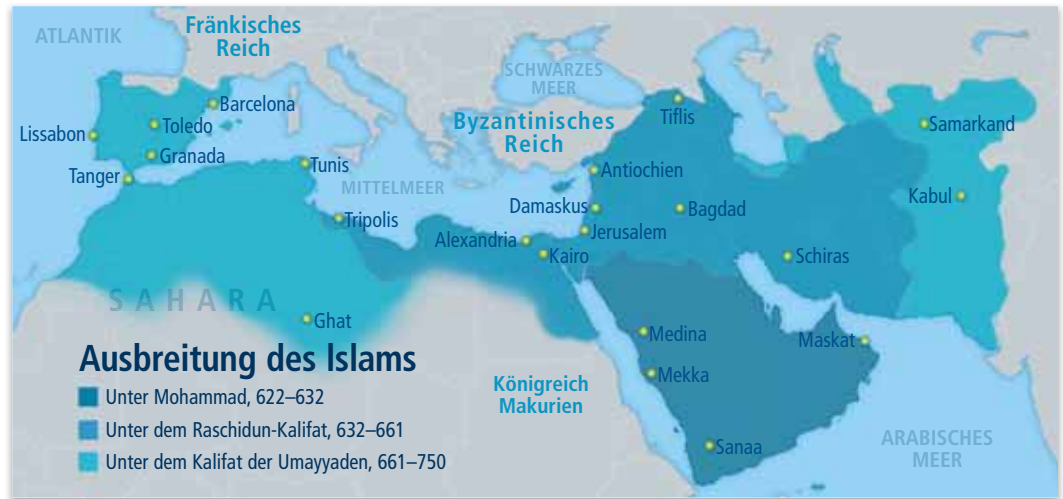 ATLANTIK
Fränkisches
Reich
SCHWARZES
MEER
Barcelona
Tiflis
Byzantinisches
Reich
Samarkand
Lissabon
Toledo
Granada
Tanger
Tunis
MITTELMEER
Antiochien
Damaskus
Bagdad
Kabul
Tripolis
Alexandria
Jerusalem
Kairo
Schiras
SAHARA
Ghat
Medina
Maskat
Mekka
Königreich
Makurien
Sanaa
ARABISCHES
MEER
Ausbreitung des Islams
Unter Mohammad, 622–632
Unter dem Raschidun-Kalifat, 632–661
Unter dem Kalifat der Umayyaden, 661–750